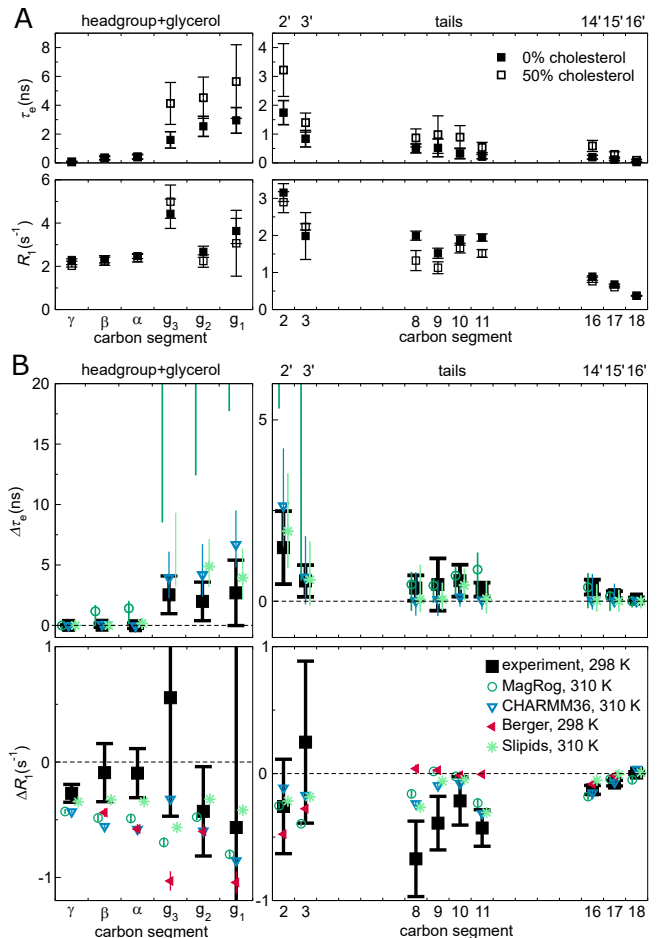 A
headgroup+glycerol
2' 3' tails 14' 15' 16'
τe(ns)
8
6
4
2
0
4
3
2
1
0
0% cholesterol
50% cholesterol
R1(s-1)
6
4
2
0
3
2
1
0
γ β α g3 g2 g1
carbon segment
2 3 8 9 10 11 16 17 18
carbon segment
B
headgroup+glycerol
2' 3' tails 14' 15' 16'
Δτe(ns)
20
15
10
5
0
6
0
ΔR1(s-1)
1
0
-1
1
0
-1
experiment, 298 K
MagRog, 310 K
CHARMM36, 310 K
Berger, 298 K
Slipids, 310 K
γ β α g3 g2 g1
carbon segment
2 3 8 9 10 11 16 17 18
carbon segment